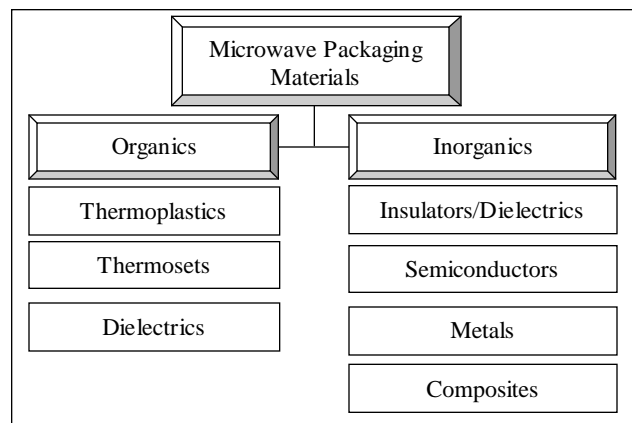 Microwave Packaging
Materials
Organics
Thermoplastics
Thermosets
Dielectrics
Inorganics
Insulators/Dielectrics
Semiconductors
Metals
Composites